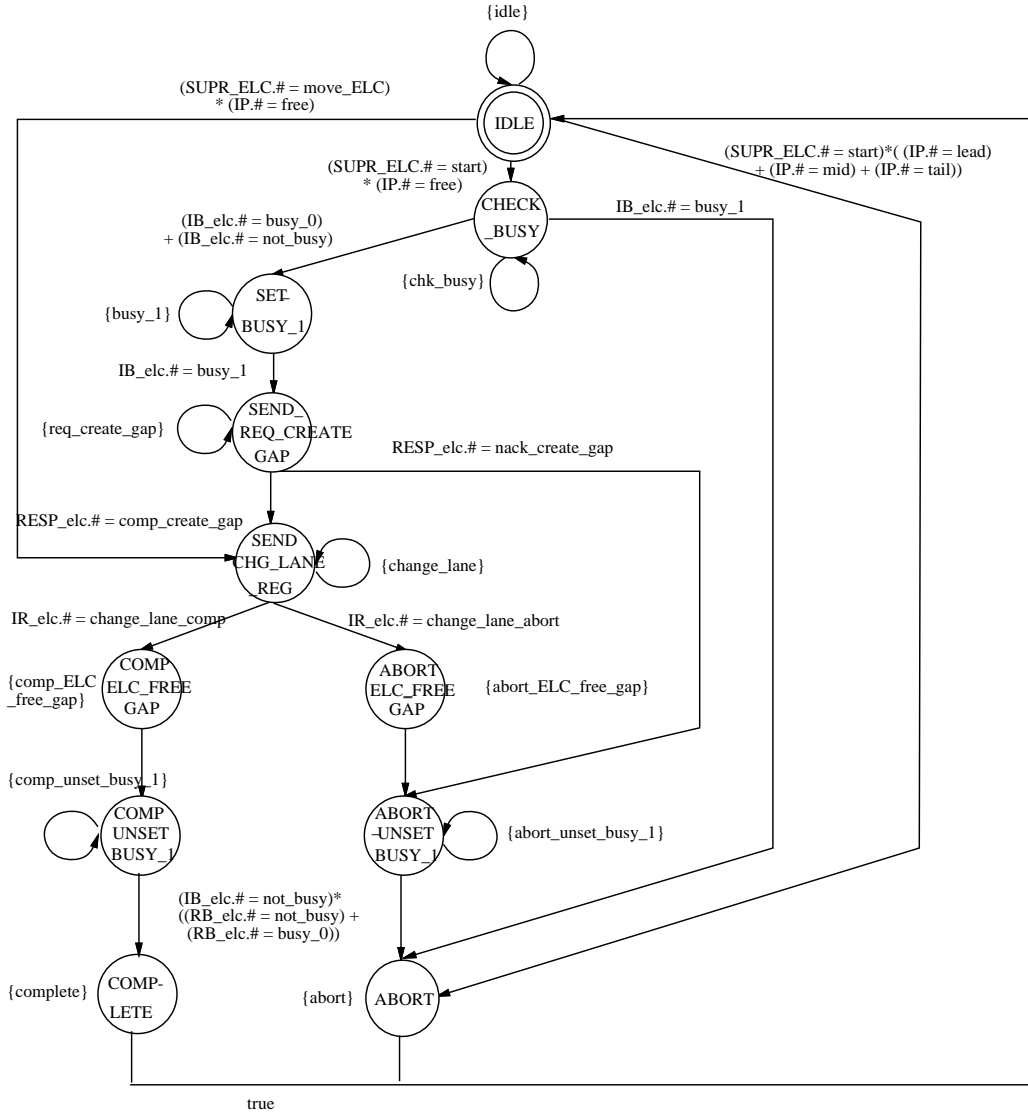 {idle}
(SUPR_ELC.# = move_ELC)
* (IP.# = free)
IDLE
(SUPR_ELC.# = start)*( (IP.# = lead)
+ (IP.# = mid) + (IP.# = tail))
(SUPR_ELC.# = start)
* (IP.# = free)
CHECK
_BUSY
IB_elc.# = busy_1
(IB_elc.# = busy_0)
+ (IB_elc.# = not_busy)
{chk_busy}
SET-
BUSY_1
{busy_1}
IB_elc.# = busy_1
SEND_
REQ_CREATE
GAP
{req_create_gap}
RESP_elc.# = nack_create_gap
RESP_elc.# = comp_create_gap
SEND
CHG_LANE
_REG
{change_lane}
IR_elc.# = change_lane_comp
IR_elc.# = change_lane_abort
{comp_ELC
_free_gap}
COMP
ELC_FREE
GAP
ABORT
ELC_FREE
GAP
{abort_ELC_free_gap}
{comp_unset_busy_1}
COMP
UNSET
BUSY_1
ABORT
-UNSET
BUSY_1
{abort_unset_busy_1}
(IB_elc.# = not_busy)*
((RB_elc.# = not_busy) +
(RB_elc.# = busy_0))
{complete}
COMP-
LETE
{abort}
ABORT
true